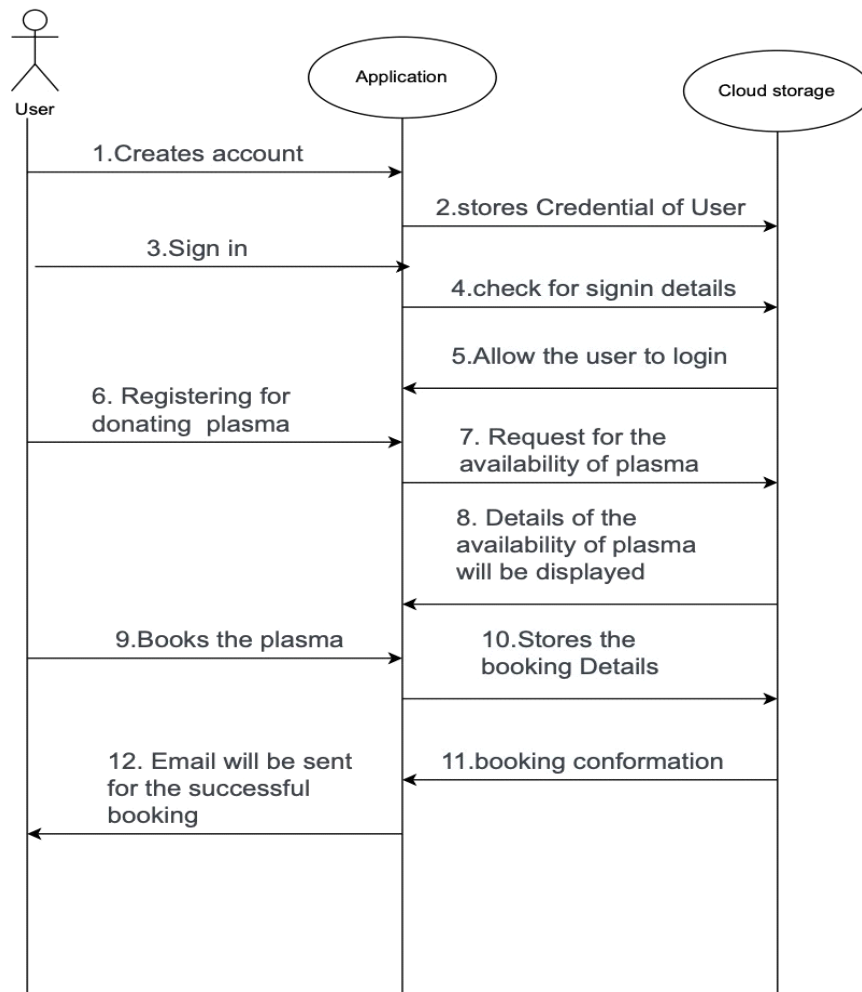 User
Application
Cloud storage
1.Creates account
2.stores Credential of User
3.Sign in
4.check for signin details
5.Allow the user to login
6. Registering for
donating plasma
7. Request for the
availability of plasma
8. Details of the
availability of plasma
will be displayed
9.Books the plasma
10.Stores the
booking Details
11.booking conformation
12. Email will be sent
for the successful
booking